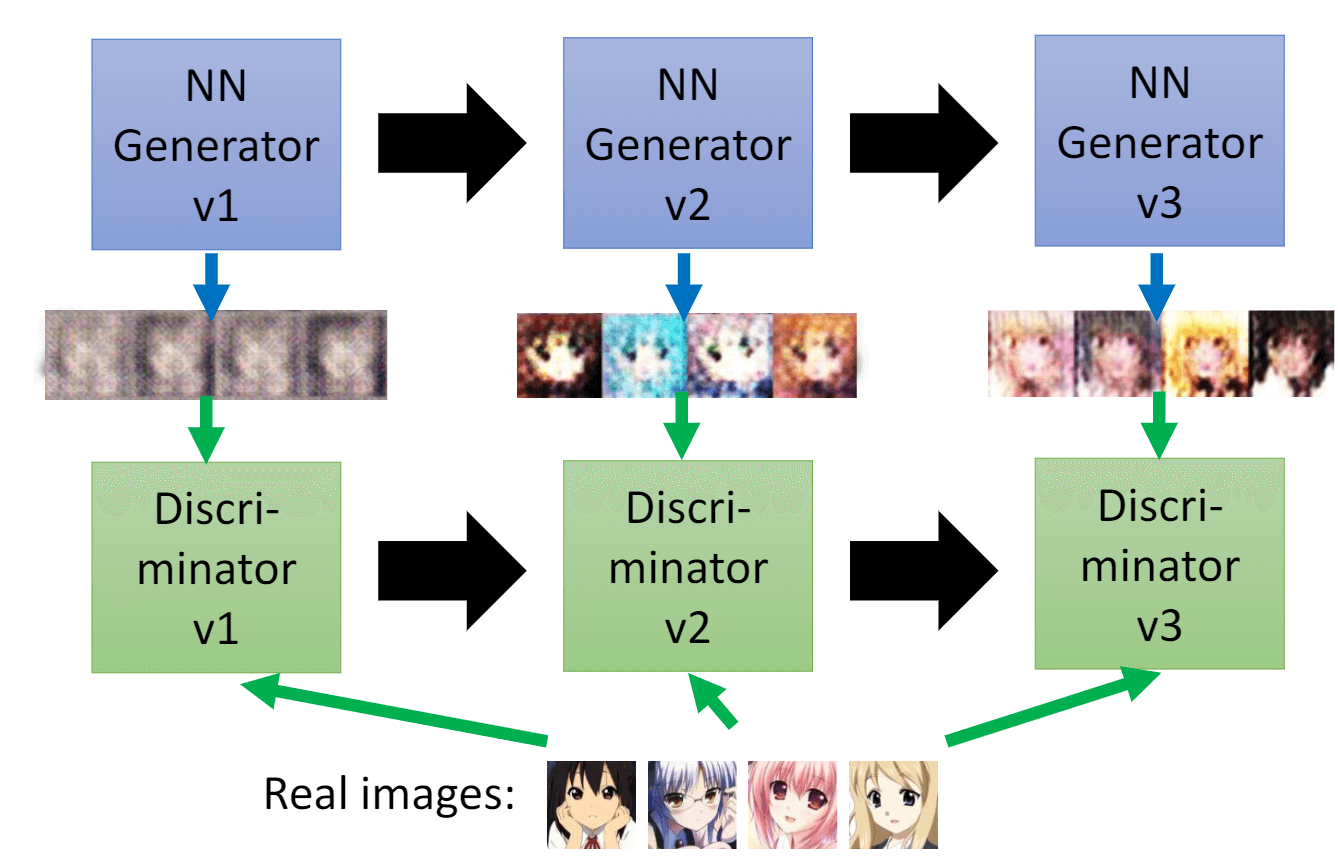 NN
Generator
v1
NN
Generator
v2
NN
Generator
v3
Discri-
minator
v1
Discri-
minator
v2
Discri-
minator
v3
Real images: